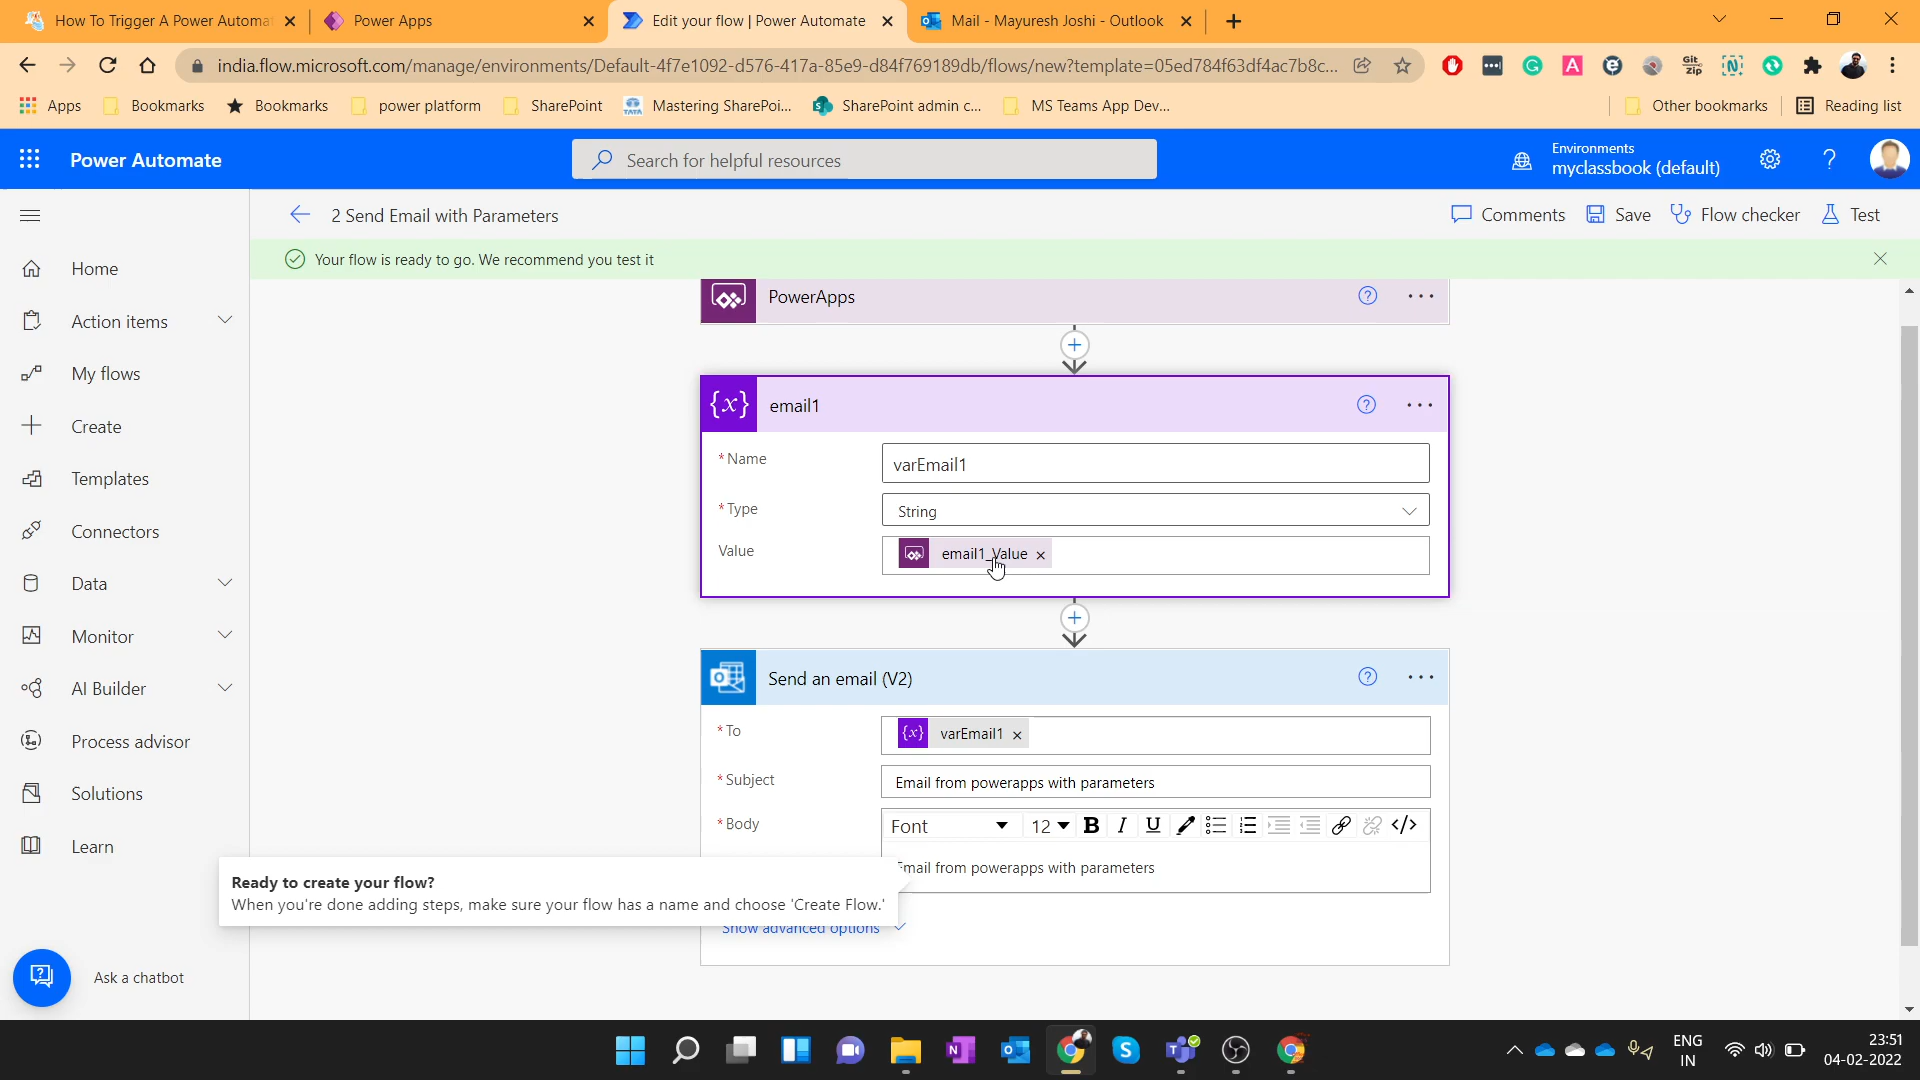 How To Trigger A Power Automat
Power Apps
Edit your flow | Power Automate
Mail - Mayuresh Joshi - Outlook
india.flow.microsoft.com/manage/environments/Default-4f7e1092-d576-417a-85e9-d84f769189db/flows/new?template=05ed784f63df4ac7b8c...
Apps
Bookmarks
Bookmarks
power platform
SharePoint
Mastering SharePoi...
SharePoint admin c...
MS Teams App Dev...
Other bookmarks
Reading list
Power Automate
Search for helpful resources
Environments
myclassbook (default)
2 Send Email with Parameters
Comments
Save
Flow checker
Test
Your flow is ready to go. We recommend you test it
Home
Action items
My flows
Create
Templates
Connectors
Data
Monitor
AI Builder
Process advisor
Solutions
Learn
Ask a chatbot
PowerApps
{x} email1
* Name
varEmail1
* Type
String
Value
email1_Value
Send an email (V2)
* To
{x} varEmail1
* Subject
Email from powerapps with parameters
* Body
Font
12
B I U
</>
Email from powerapps with parameters
Show advanced options
Ready to create your flow?
When you're done adding steps, make sure your flow has a name and choose 'Create Flow.'
ENG
IN
23:51
04-02-2022